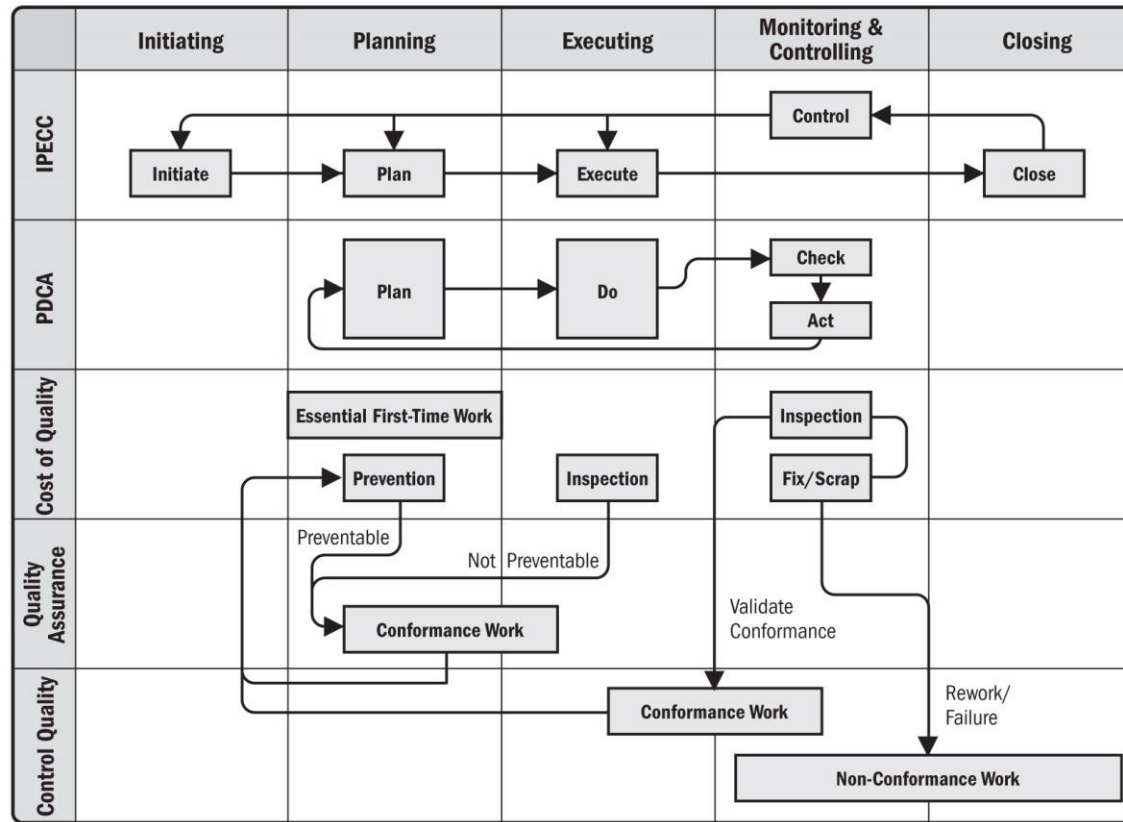 Initiating
Planning
Executing
Monitoring &
Controlling
Closing
IPECC
Control
Initiate
Plan
Execute
Close
PDCA
Plan
Do
Check
Act
Cost of Quality
Essential First-Time Work
Inspection
Prevention
Inspection
Fix/Scrap
Quality
Assurance
Preventable
Not Preventable
Validate
Conformance
Conformance Work
Control Quality
Conformance Work
Rework/
Failure
Non-Conformance Work